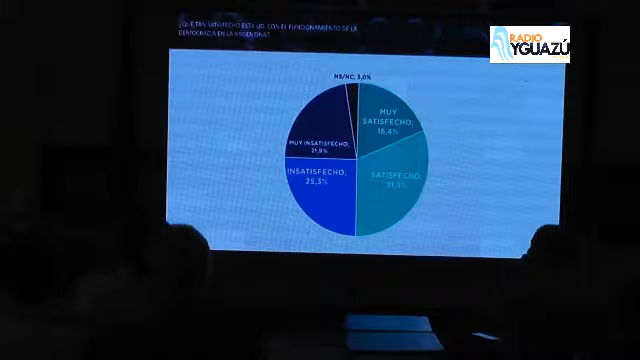 ¿QUÉ TAN SATISFECHO ESTÁ UD. CON EL FUNCIONAMIENTO DE LA
DEMOCRACIA EN LA ARGENTINA?
RADIO
YGUAZÚ
NS/NC; 3,0%
MUY
SATISFECHO;
18,4%
MUY INSATISFECHO;
21,9%
INSATISFECHO;
25,3%
SATISFECHO;
31,3%